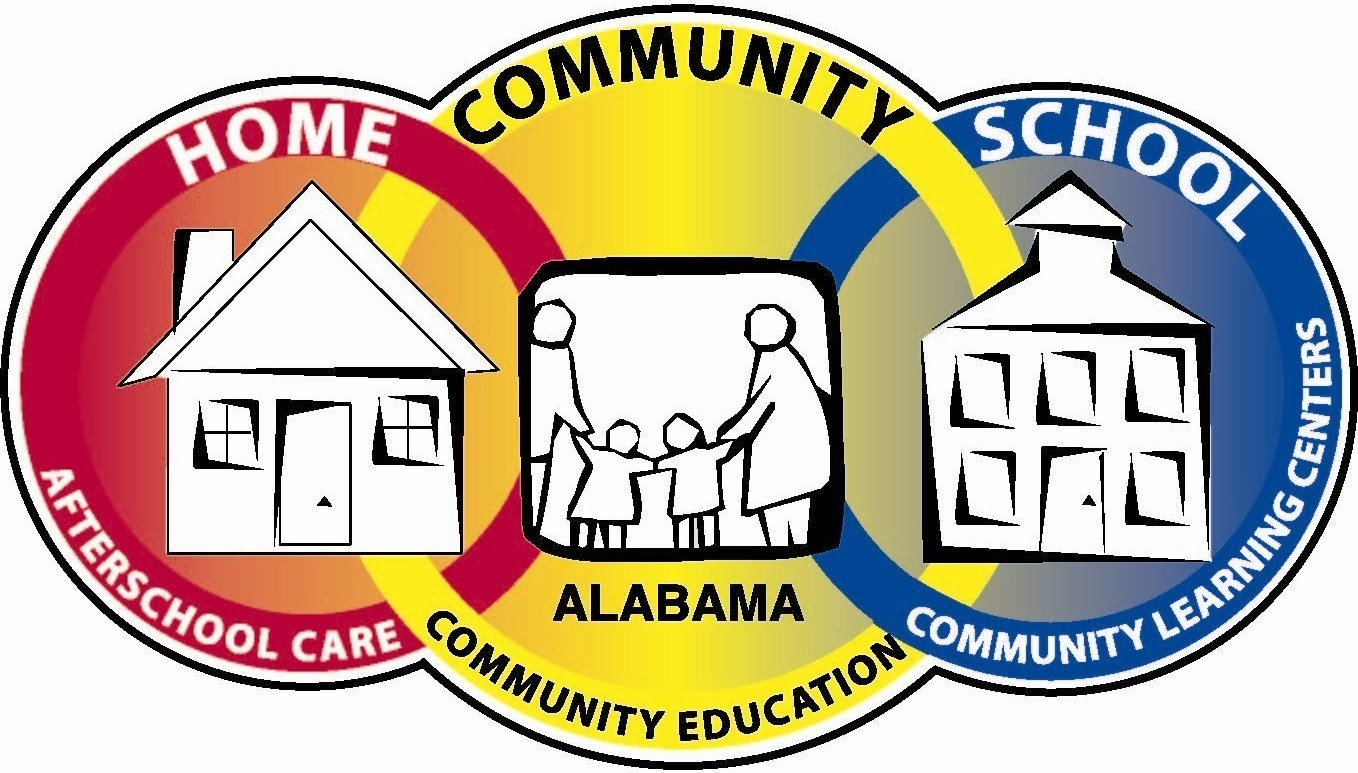 HOME
COMMUNITY
SCHOOL
ALABAMA
AFTERSCHOOL CARE
COMMUNITY EDUCATION
COMMUNITY LEARNING CENTERS